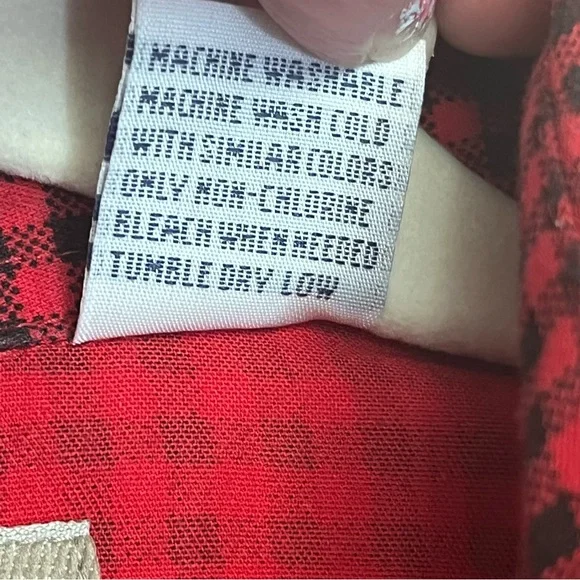 MACHINE WASHABLE
MACHINE WASH COLD
WITH SIMILAR COLORS
ONLY NON-CHLORINE
BLEACH WHEN NEEDED
TUMBLE DRY LOW